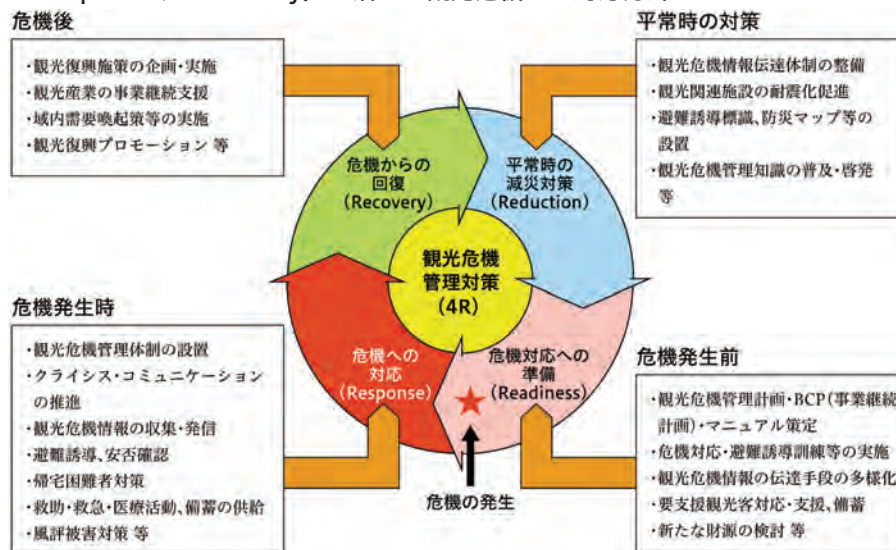 危機後
・観光復興施策の企画・実施
・観光産業の事業継続支援
・域内需要喚起策等の実施
・観光復興プロモーション 等
平常時の対策
・観光危機情報伝達体制の整備
・観光関連施設の耐震化促進
・避難誘導標識、防災マップ等の
設置
・観光危機管理知識の普及・啓発
等
危機からの
回復
(Recovery)
平常時の
減災対策
(Reduction)
観光危機
管理対策
(4R)
危機への
対応
(Response)
危機対応への
準備
(Readiness)
危機の発生
危機発生時
・観光危機管理体制の設置
・クライシス・コミュニケーション
の推進
・観光危機情報の収集・発信
・避難誘導、安否確認
・帰宅困難者対策
・救助・救急・医療活動、備蓄の供給
・風評被害対策 等
危機発生前
・観光危機管理計画・BCP(事業継続
計画)・マニュアル策定
・危機対応・避難誘導訓練等の実施
・観光危機情報の伝達手段の多様化
・要支援観光客対応・支援、備蓄
・新たな財源の検討 等